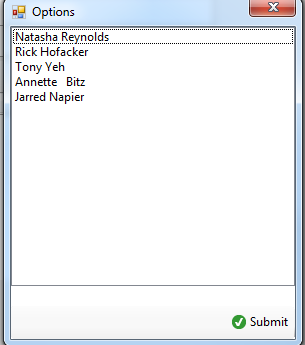 Options
Natasha Reynolds
Rick Hofacker
Tony Yeh
Annette  Bitz
Jarred Napier
Submit